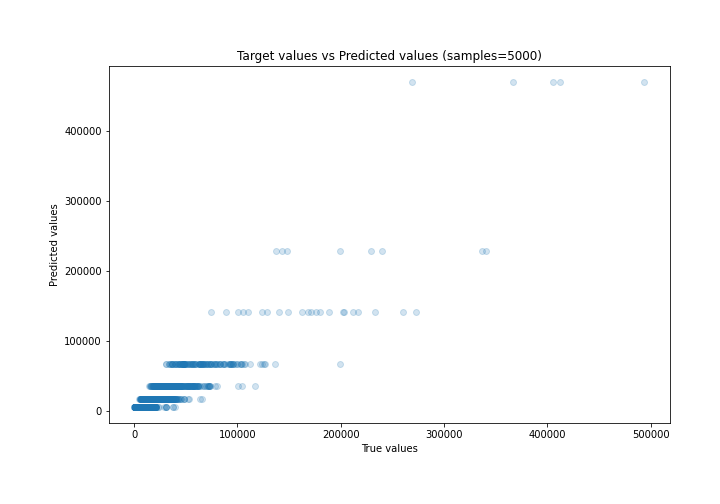 Target values vs Predicted values (samples=5000)
Predicted values
400000
300000
200000
100000
0
0 100000 200000 300000 400000 500000
True values